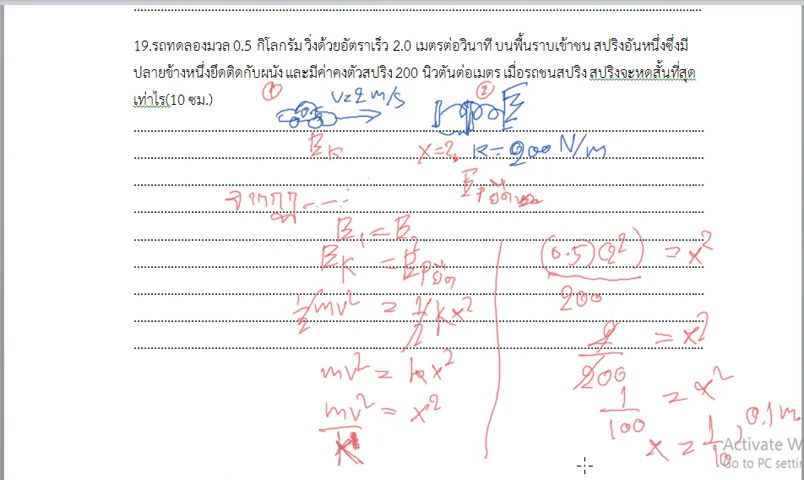 19.รถทดลองมวล 0.5 กิโลกรัม วิ่งด้วยอัตราเร็ว 2.0 เมตรต่อวินาที บนพื้นราบเข้าชน สปริงอันหนึ่งซึ่งมี
ปลายข้างหนึ่งยึดติดกับผนัง และมีค่าคงตัวสปริง 200 นิวตันต่อเมตร เมื่อรถชนสปริง สปริงจะหดสั้นที่สุด
เท่าไร(10 ซม.)
① v=2 m/s ②
E_k x=? k=200 N/m
จากกฎ.....
E₁ = E₂
E_k = E_p
½mv² = ½kx²
mv² = kx²
mv²/k = x²
(0.5)(2²)/200 = x²
2/200 = x²
1/100 = x²
x = 1/10, 0.1 m
Activate W
Go to PC settin